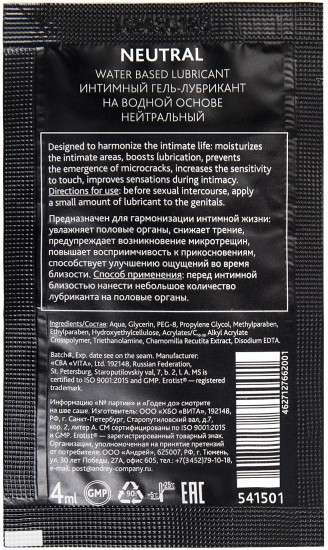 NEUTRAL
WATER BASED LUBRICANT
ИНТИМНЫЙ ГЕЛЬ-ЛУБРИКАНТ
НА ВОДНОЙ ОСНОВЕ
НЕЙТРАЛЬНЫЙ
Designed to harmonize the intimate life: moisturizes
the intimate areas, boosts lubrication, prevents
the emergence of microcracks, increases the sensitivity
to touch, improves sensations during intimacy.
Directions for use: before sexual intercourse, apply
a small amount of lubricant to the genitals.
Предназначен для гармонизации интимной жизни:
увлажняет половые органы, снижает трение,
предупреждает возникновение микротрещин,
повышает восприимчивость к прикосновениям,
способствует улучшению ощущений во время
близости. Способ применения: перед интимной
близостью нанести небольшое количество
лубриканта на половые органы.
Ingredients/Состав: Aqua, Glycerin, PEG-8, Propylene Glycol, Methylparaben,
Ethylparaben, Hydroxyethylcellulose, Acrylates/C10-30 Alkyl Acrylate
Crosspolymer, Triethanolamine, Chamomilla Recutita Extract, Disodium EDTA.
Batch#, Exp. date see on the seam. Manufacturer:
«CBA «VITA», Ltd. 192148, Russian Federation,
St. Petersburg, Staroputilovskiy val, 7, b. 2, l. A. MS is
certified to ISO 9001:2015 and GMP. Erotist® — registered
trademark.
Информацию «№ партии» и «Годен до» смотрите
на шве саше. Изготовитель: ООО «ХБО «ВИТА», 192148,
РФ, г. Санкт-Петербург, Старопутиловский вал, д.7,
кор. 2, литер А. СМ сертифицирована по ISO 9001:2015
и GMP. Erotist® — зарегистрированный товарный знак.
Организация, уполномоченная на принятие претензий
от потребителей: ООО «Андрей», 625007, РФ, г. Тюмень,
ул. 30 лет Победы, 27А, офис 605, тел. +7(3452)79-10-18,
e-mail: post@andrey-company.ru.
4627127662001
4ml
GMP
90
+5°C
+25°C
EAC
541501